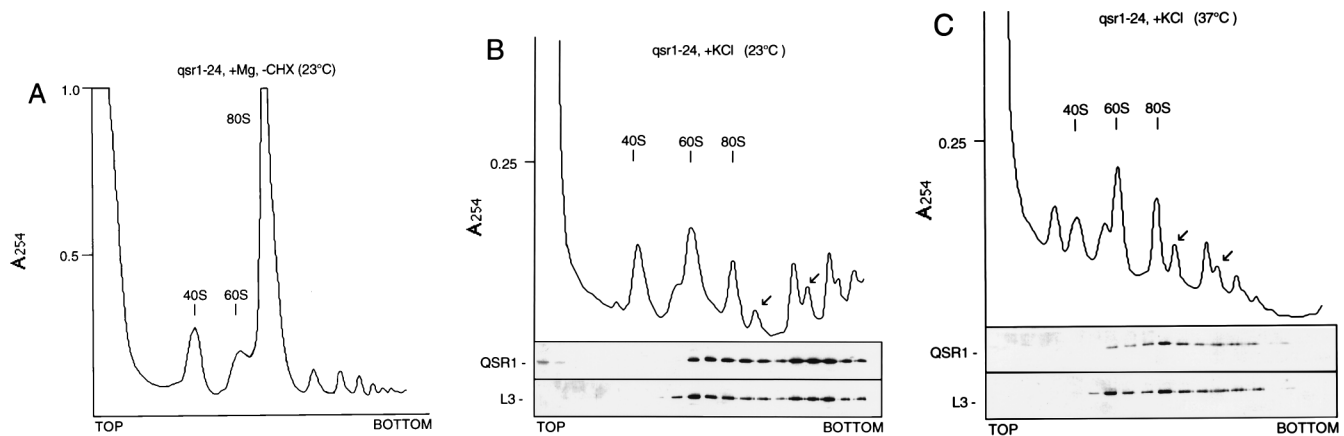 A
qsr1-24, +Mg, -CHX (23°C)
1.0
80S
0.5
A254
40S
60S
TOP
BOTTOM
B
qsr1-24, +KCl (23°C)
40S
60S
80S
0.25
A254
QSR1 -
L3 -
TOP
BOTTOM
C
qsr1-24, +KCl (37°C)
40S
60S
80S
0.25
A254
QSR1 -
L3 -
TOP
BOTTOM